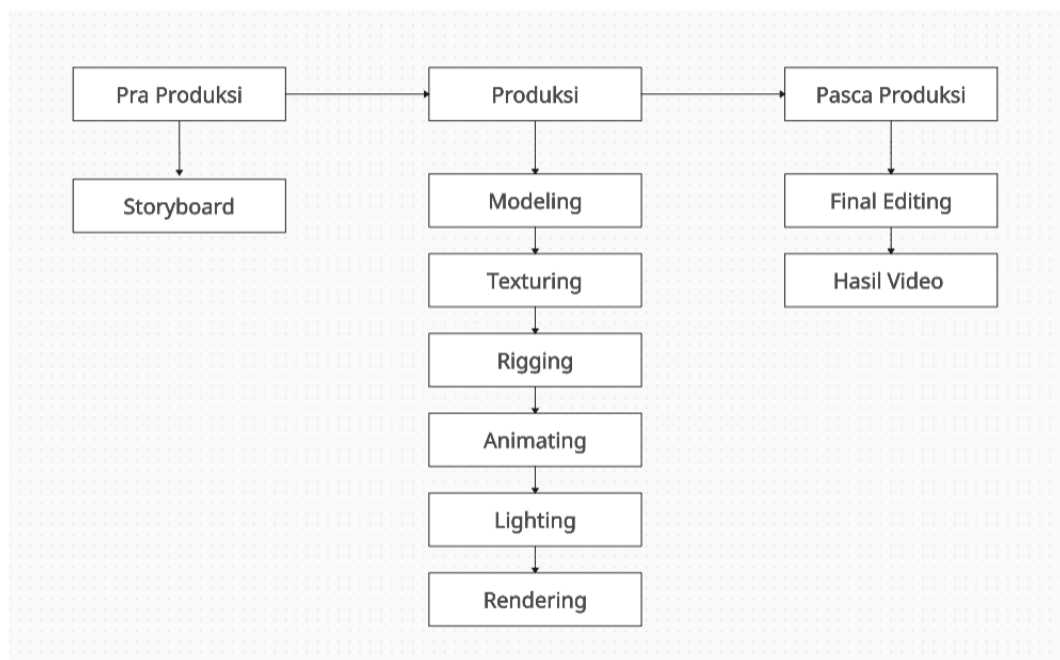 Pra Produksi
Produksi
Pasca Produksi
Storyboard
Modeling
Final Editing
Texturing
Hasil Video
Rigging
Animating
Lighting
Rendering